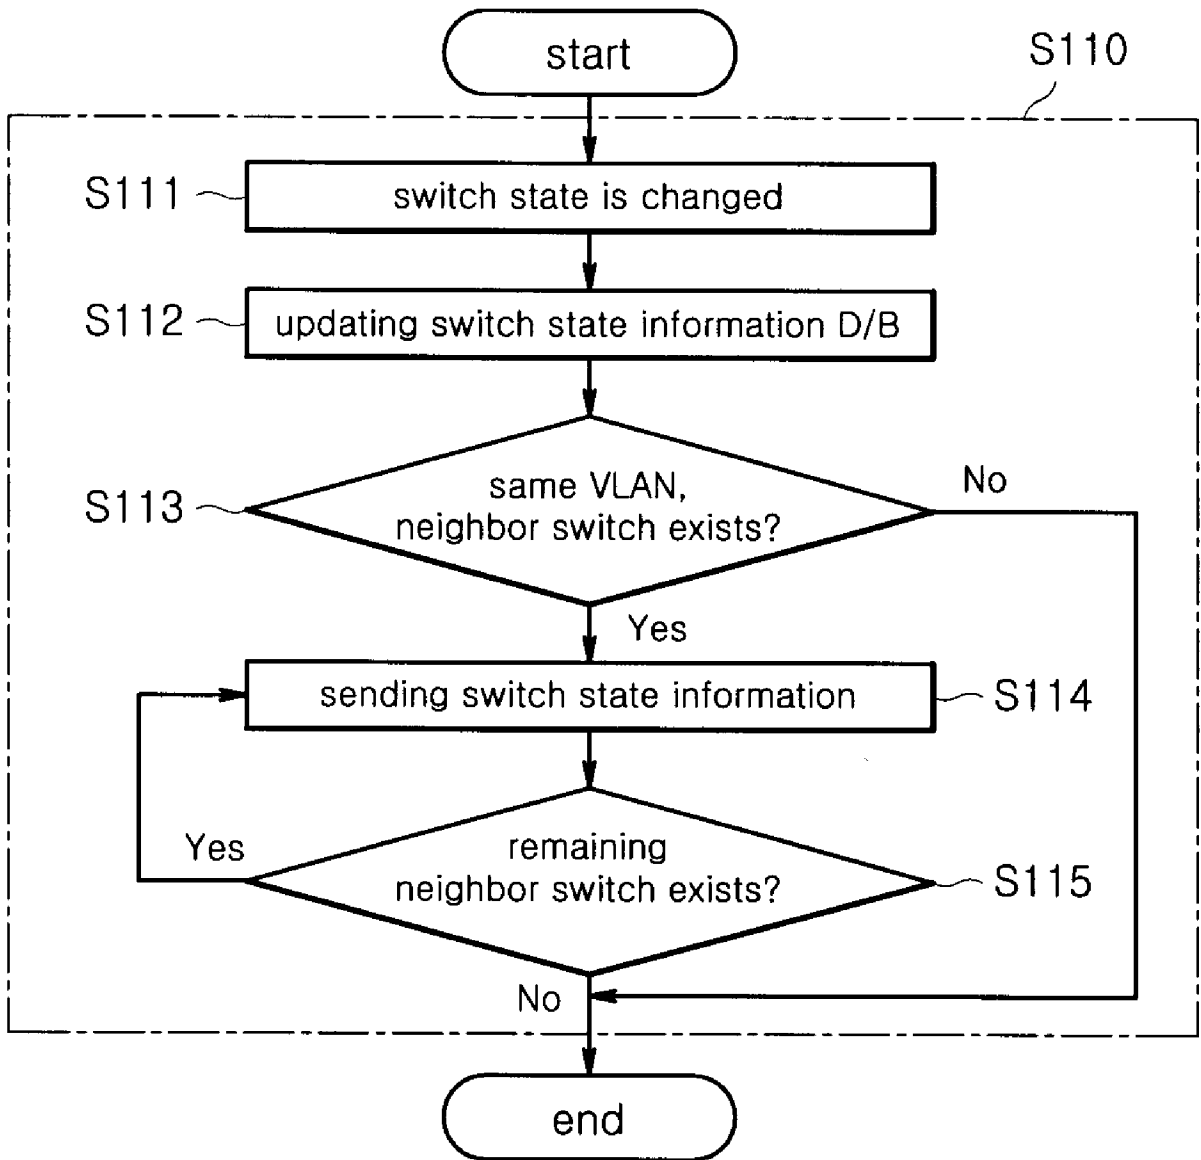 start
S110
S111
switch state is changed
S112
updating switch state information D/B
S113
same VLAN,
neighbor switch exists?
No
Yes
sending switch state information
S114
Yes
remaining
neighbor switch exists?
S115
No
end